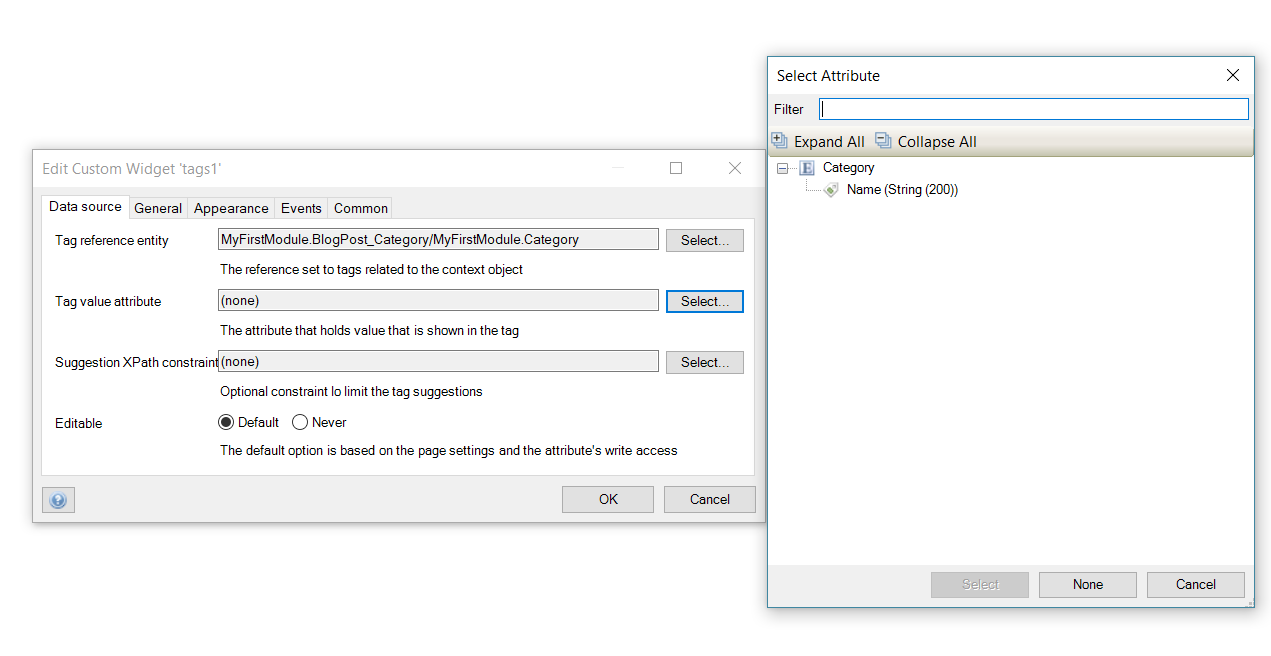 Edit Custom Widget 'tags1'
Data source General Appearance Events Common
Tag reference entity MyFirstModule.BlogPost_Category/MyFirstModule.Category Select...
The reference set to tags related to the context object
Tag value attribute (none) Select...
The attribute that holds value that is shown in the tag
Suggestion XPath constraint (none) Select...
Optional constraint lo limit the tag suggestions
Editable Default Never
The default option is based on the page settings and the attribute's write access
OK Cancel
Select Attribute
Filter
Expand All Collapse All
E Category
Name (String (200))
Select None Cancel